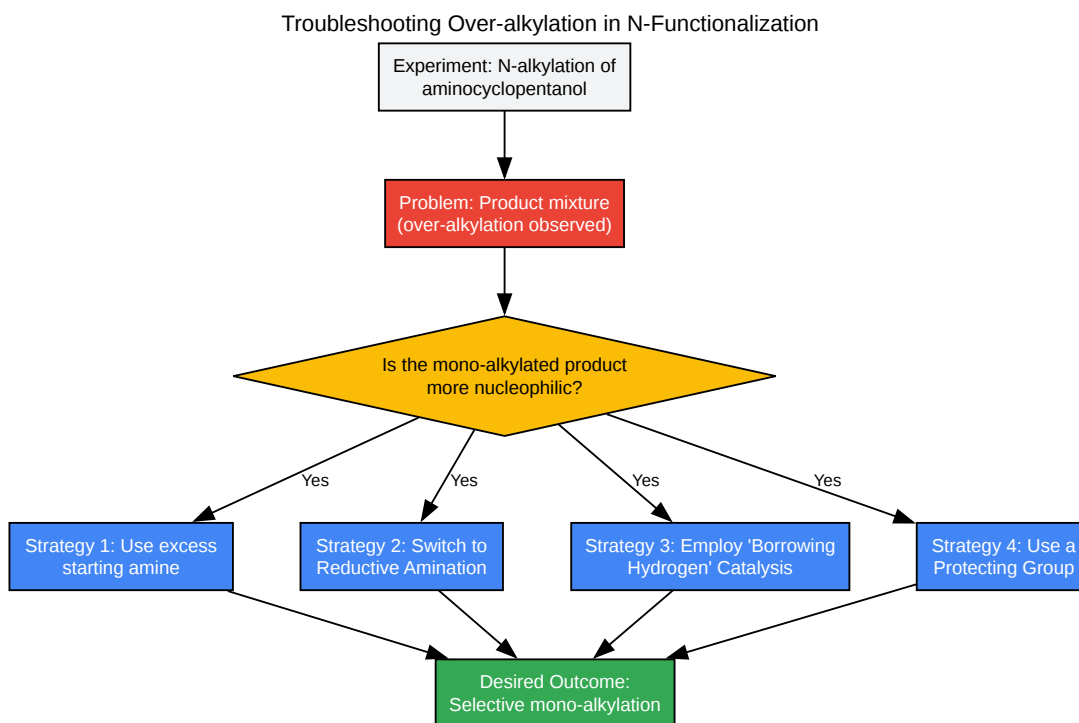 Troubleshooting Over-alkylation in N-Functionalization
Experiment: N-alkylation of
aminocyclopentanol
Problem: Product mixture
(over-alkylation observed)
Is the mono-alkylated product
more nucleophilic?
Yes
Yes
Yes
Yes
Strategy 1: Use excess
starting amine
Strategy 2: Switch to
Reductive Amination
Strategy 3: Employ 'Borrowing
Hydrogen' Catalysis
Strategy 4: Use a
Protecting Group
Desired Outcome:
Selective mono-alkylation